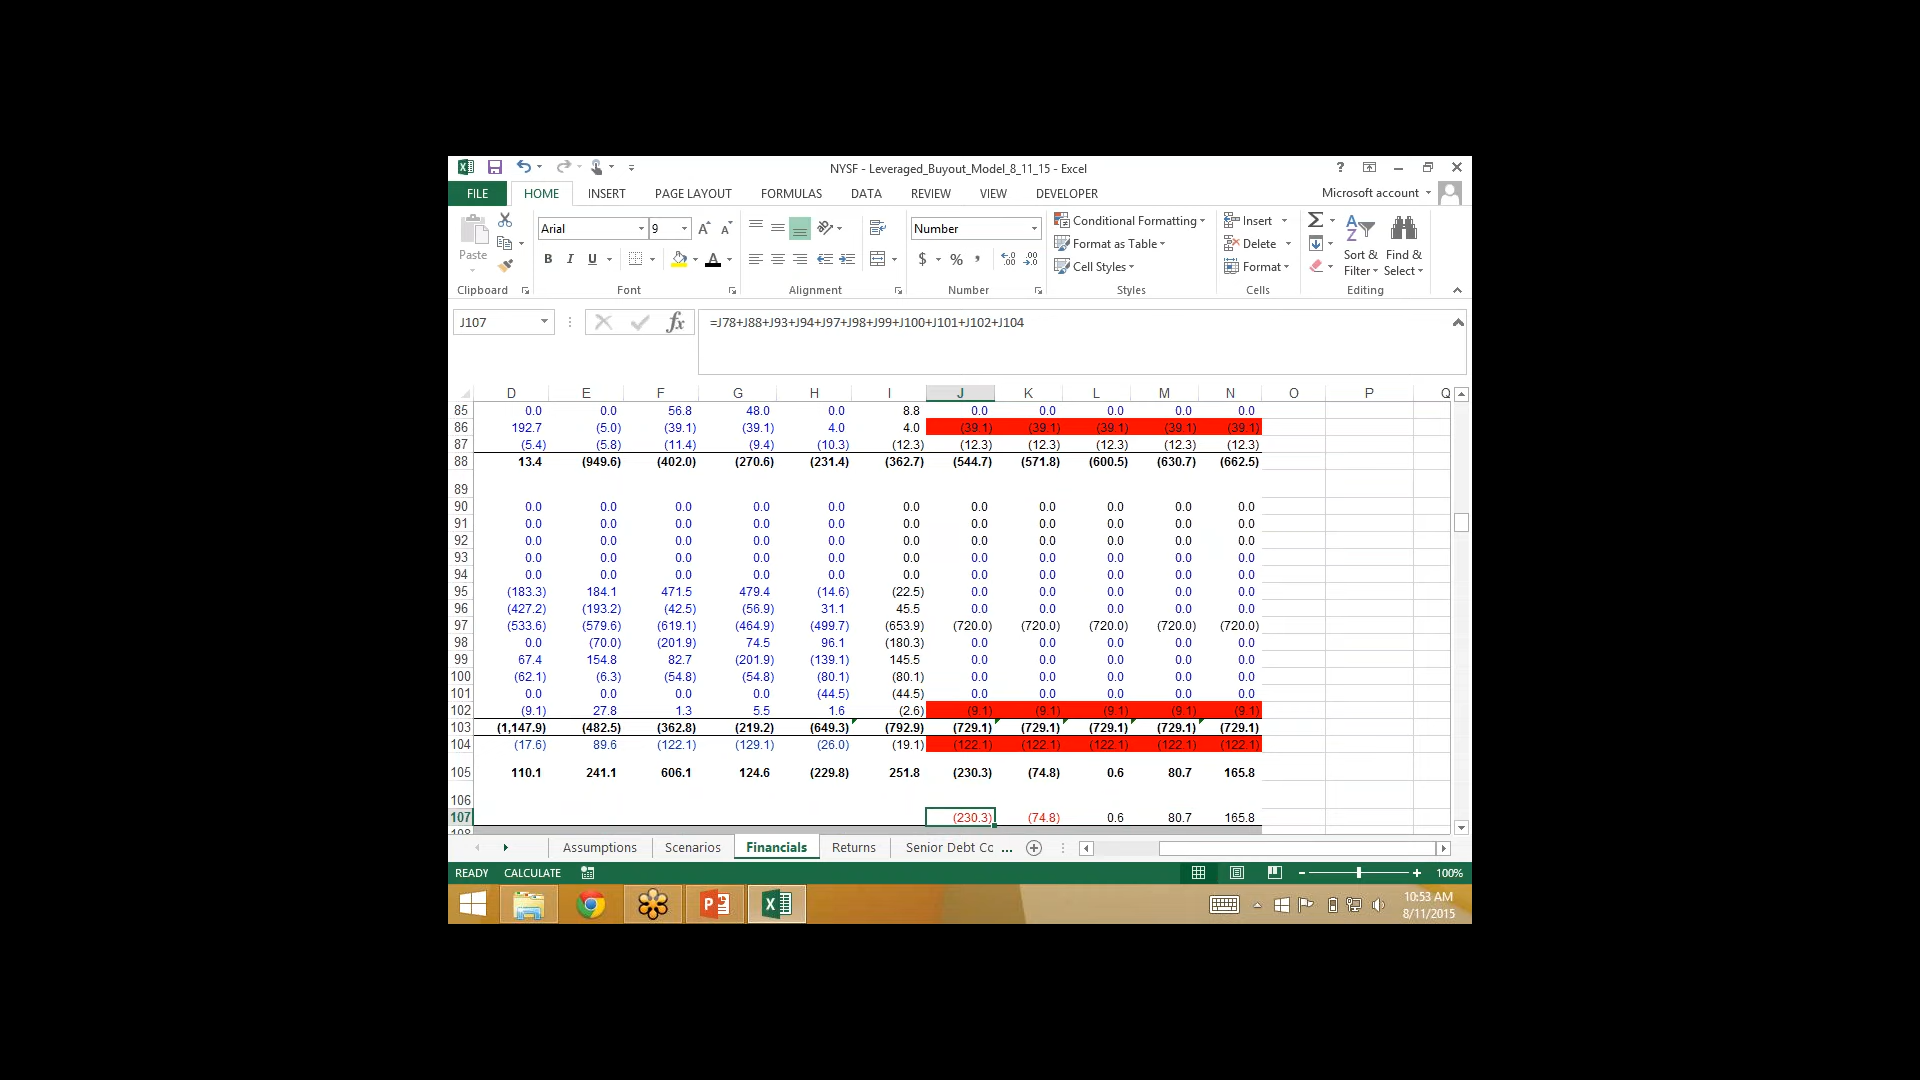 NYSF - Leveraged_Buyout_Model_8_11_15 - Excel
?
FILE HOME INSERT PAGE LAYOUT FORMULAS DATA REVIEW VIEW DEVELOPER Microsoft account
Arial 9 Number Conditional Formatting Insert
Paste Format as Table Delete Sort & Find &
B I U A $ % , Cell Styles Format Filter Select
Clipboard Font Alignment Number Styles Cells Editing
J107 fx =J78+J88+J93+J94+J97+J98+J99+J100+J101+J102+J104
D E F G H I J K L M N O P Q
85 0.0 0.0 56.8 48.0 0.0 8.8 0.0 0.0 0.0 0.0 0.0
86 192.7 (5.0) (39.1) (39.1) 4.0 4.0 (39.1) (39.1) (39.1) (39.1) (39.1)
87 (5.4) (5.8) (11.4) (9.4) (10.3) (12.3) (12.3) (12.3) (12.3) (12.3) (12.3)
88 13.4 (949.6) (402.0) (270.6) (231.4) (362.7) (544.7) (571.8) (600.5) (630.7) (662.5)
89
90 0.0 0.0 0.0 0.0 0.0 0.0 0.0 0.0 0.0 0.0 0.0
91 0.0 0.0 0.0 0.0 0.0 0.0 0.0 0.0 0.0 0.0 0.0
92 0.0 0.0 0.0 0.0 0.0 0.0 0.0 0.0 0.0 0.0 0.0
93 0.0 0.0 0.0 0.0 0.0 0.0 0.0 0.0 0.0 0.0 0.0
94 0.0 0.0 0.0 0.0 0.0 0.0 0.0 0.0 0.0 0.0 0.0
95 (183.3) 184.1 471.5 479.4 (14.6) (22.5) 0.0 0.0 0.0 0.0 0.0
96 (427.2) (193.2) (42.5) (56.9) 31.1 45.5 0.0 0.0 0.0 0.0 0.0
97 (533.6) (579.6) (619.1) (464.9) (499.7) (653.9) (720.0) (720.0) (720.0) (720.0) (720.0)
98 0.0 (70.0) (201.9) 74.5 96.1 (180.3) 0.0 0.0 0.0 0.0 0.0
99 67.4 154.8 82.7 (201.9) (139.1) 145.5 0.0 0.0 0.0 0.0 0.0
100 (62.1) (6.3) (54.8) (54.8) (80.1) (80.1) 0.0 0.0 0.0 0.0 0.0
101 0.0 0.0 0.0 0.0 (44.5) (44.5) 0.0 0.0 0.0 0.0 0.0
102 (9.1) 27.8 1.3 5.5 1.6 (2.6) (9.1) (9.1) (9.1) (9.1) (9.1)
103 (1,147.9) (482.5) (362.8) (219.2) (649.3) (792.9) (729.1) (729.1) (729.1) (729.1) (729.1)
104 (17.6) 89.6 (122.1) (129.1) (26.0) (19.1) (122.1) (122.1) (122.1) (122.1) (122.1)
105 110.1 241.1 606.1 124.6 (229.8) 251.8 (230.3) (74.8) 0.6 80.7 165.8
106
107 (230.3) (74.8) 0.6 80.7 165.8
108
Assumptions Scenarios Financials Returns Senior Debt Co ...
READY CALCULATE 100%
10:53 AM
8/11/2015